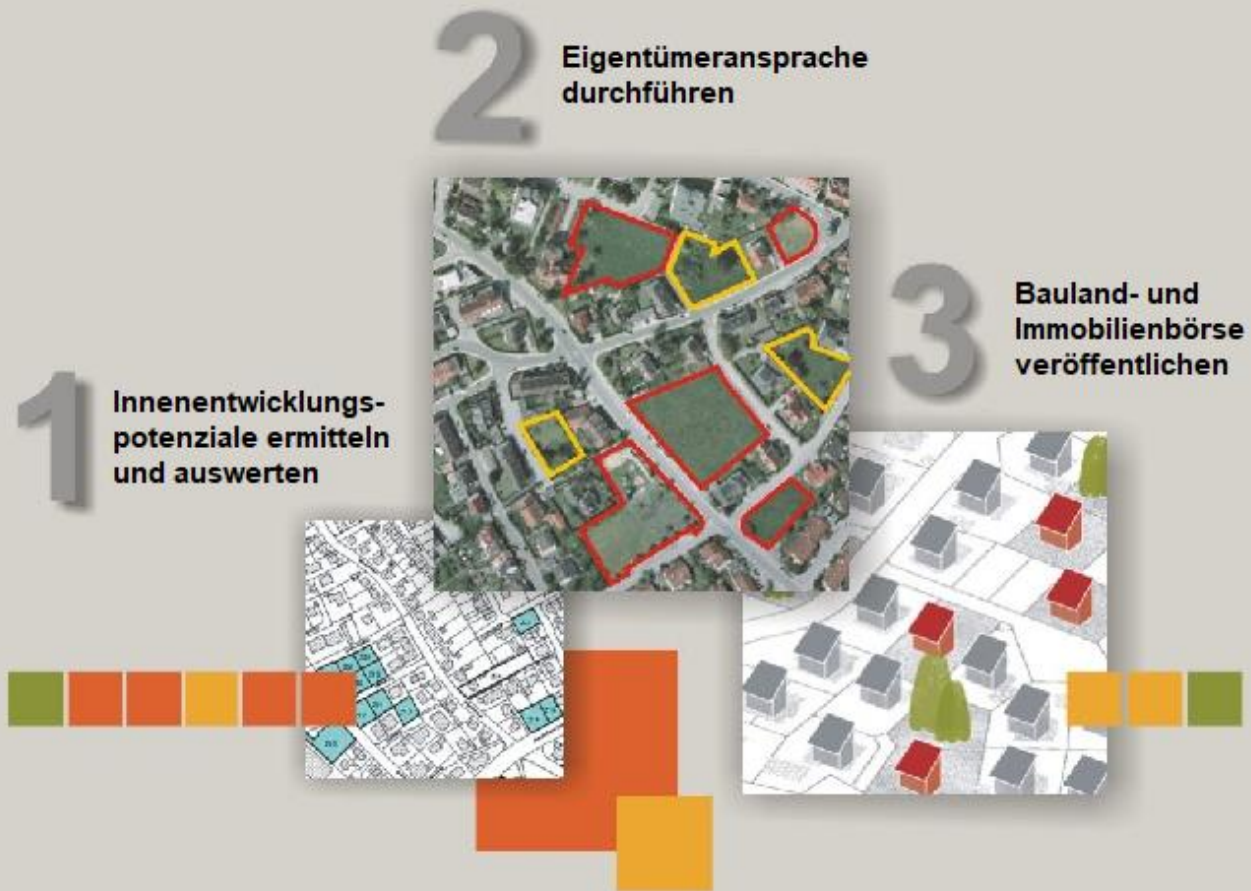 1
Innenentwicklungs-
potenziale ermitteln
und auswerten
2
Eigentümeransprache
durchführen
3
Bauland- und
Immobilienbörse
veröffentlichen